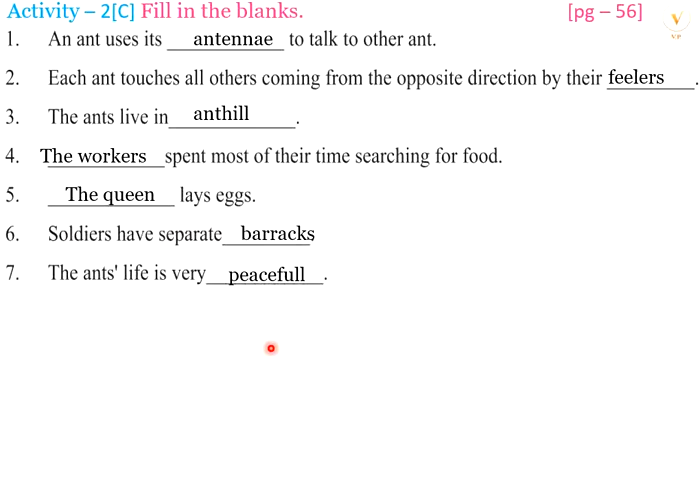 Activity – 2[C] Fill in the blanks. [pg – 56]
V
VP
1. An ant uses its antennae to talk to other ant.
2. Each ant touches all others coming from the opposite direction by their feelers.
3. The ants live in anthill.
4. The workers spent most of their time searching for food.
5. The queen lays eggs.
6. Soldiers have separate barracks.
7. The ants' life is very peacefull.